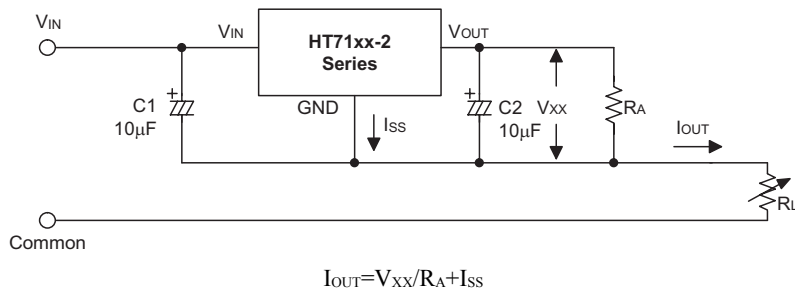 VIN
VIN
HT71xx-2
Series
VOUT
GND
C1
10μF
ISS
C2
10μF
VXX
RA
IOUT
RL
Common
IOUT=VXX/RA+ISS